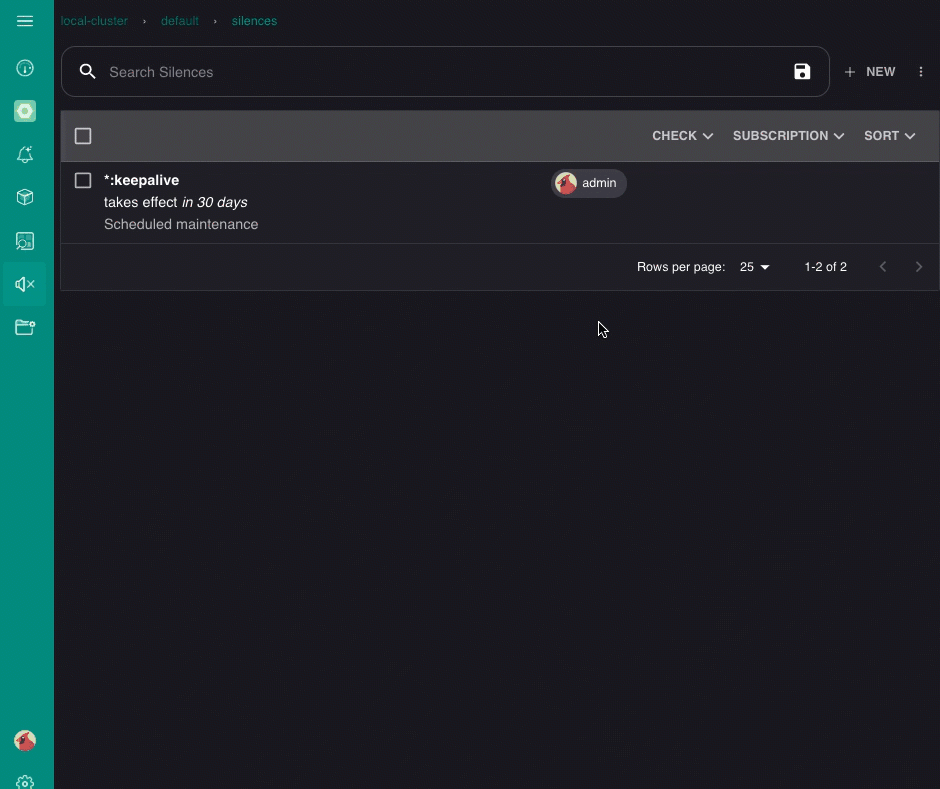 local-cluster › default › silences
Search Silences
+ NEW
CHECK SUBSCRIPTION SORT
*:keepalive
admin
takes effect in 30 days
Scheduled maintenance
Rows per page: 25 1-2 of 2